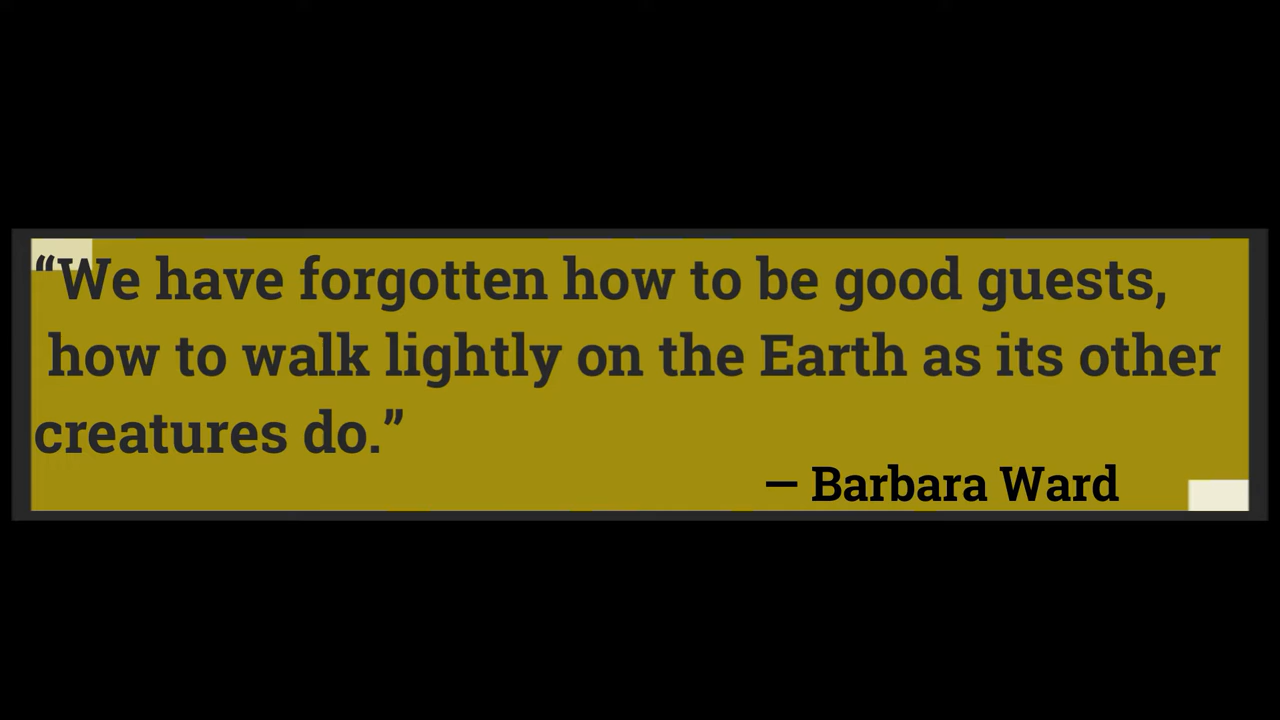 “We have forgotten how to be good guests,
how to walk lightly on the Earth as its other
creatures do.”
— Barbara Ward